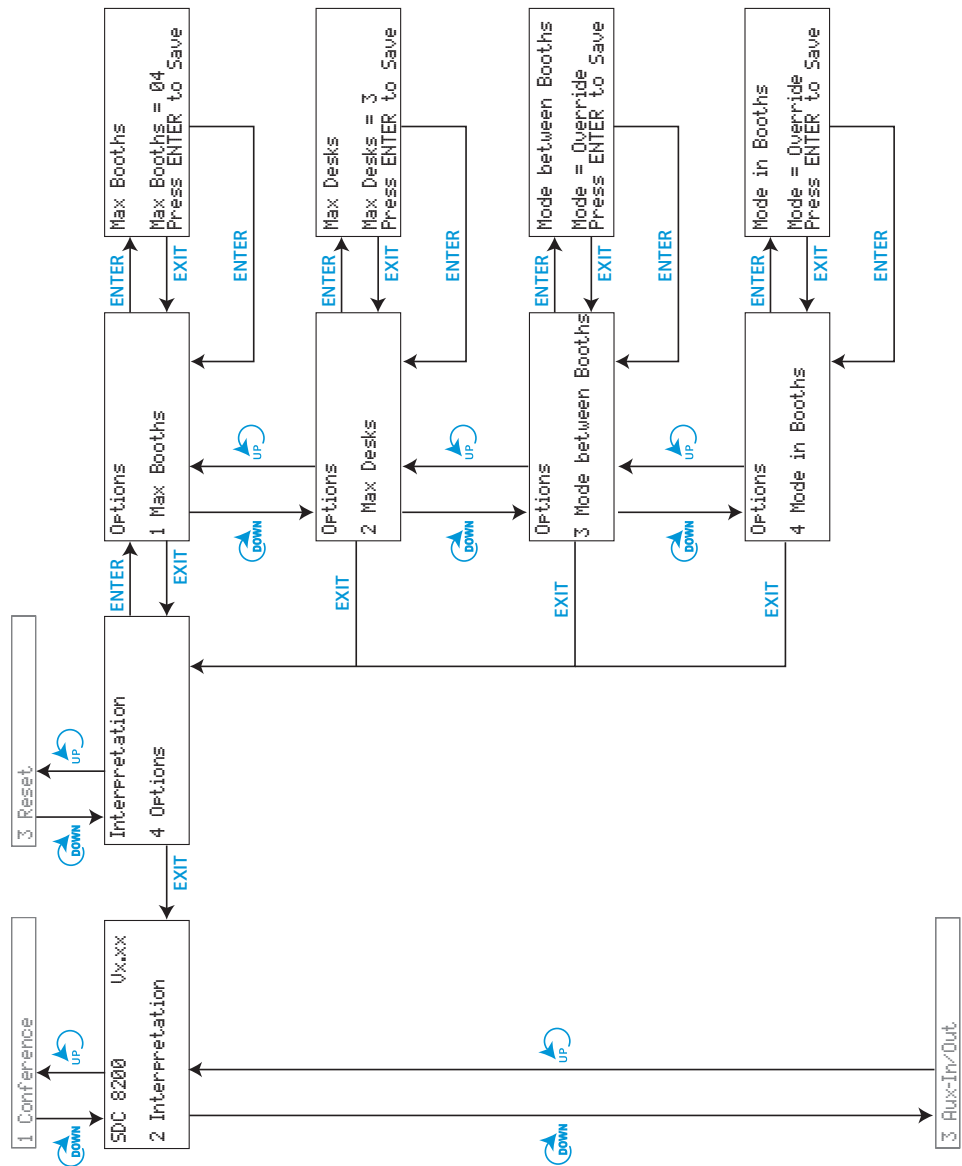 1 Conference
DOWN
UP
SDC 8200 Vx.xx
2 Interpretation
DOWN
UP
3 Aux-In/Out
EXIT
3 Reset
DOWN
UP
Interpretation
4 Options
ENTER
EXIT
EXIT
EXIT
EXIT
Options
1 Max Booths
DOWN
UP
Options
2 Max Desks
DOWN
UP
Options
3 Mode between Booths
DOWN
UP
Options
4 Mode in Booths
ENTER
EXIT
ENTER
Max Booths
Max Booths = 04
Press ENTER to Save
ENTER
EXIT
ENTER
Max Desks
Max Desks = 3
Press ENTER to Save
ENTER
EXIT
ENTER
Mode between Booths
Mode = Override
Press ENTER to Save
ENTER
EXIT
ENTER
Mode in Booths
Mode = Override
Press ENTER to Save